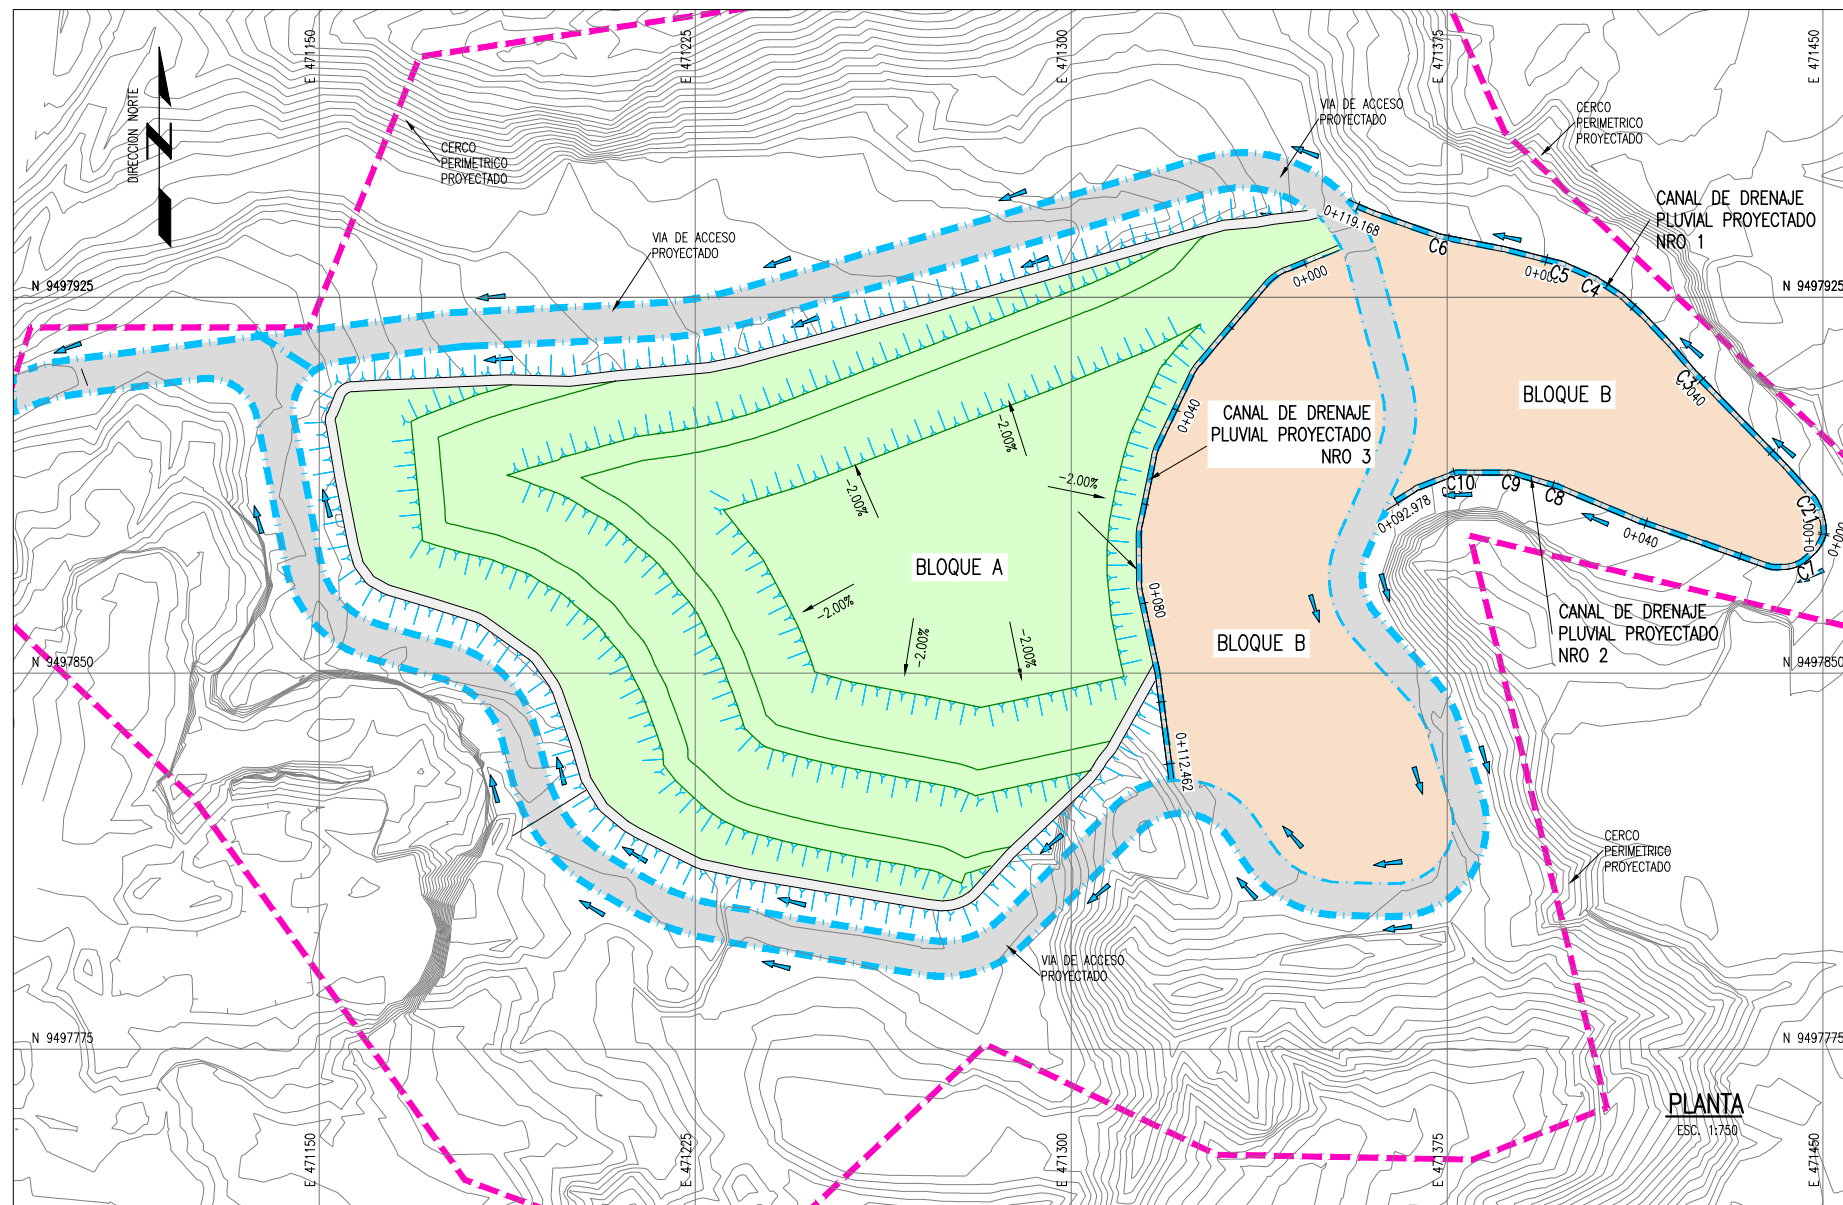 E 471150
E 471225
E 471300
E 471375
E 471450
DIRECCION NORTE
N
CERCO
PERIMETRICO
PROYECTADO
VIA DE ACCESO
PROYECTADO
CERCO
PERIMETRICO
PROYECTADO
CANAL DE DRENAJE
PLUVIAL PROYECTADO
NRO 1
VIA DE ACCESO
PROYECTADO
0+119.168
C6
0+000
C5
C4
N 9497925
N 9497925
C3
BLOQUE B
0+040
CANAL DE DRENAJE
PLUVIAL PROYECTADO
NRO 3
-2.00%
-2.00%
-2.00%
C10
C9
C8
0+092.978
0+040
0+000
C7
BLOQUE A
-2.00%
-2.00%
-2.00%
0+080
CANAL DE DRENAJE
PLUVIAL PROYECTADO
NRO 2
BLOQUE B
N 9497850
N 9497850
0+112.462
CERCO
PERIMETRICO
PROYECTADO
VIA DE ACCESO
PROYECTADO
N 9497775
N 9497775
PLANTA
ESC. 1:750
E 471150
E 471225
E 471300
E 471375
E 471450